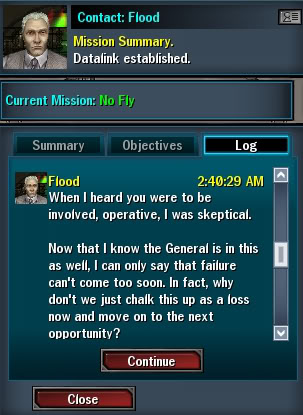 Contact: Flood
Mission Summary.
Datalink established.
Current Mission: No Fly
Summary
Objectives
Log
Flood
2:40:29 AM
When I heard you were to be
involved, operative, I was skeptical.
Now that I know the General is in this
as well, I can only say that failure
can't come too soon. In fact, why
don't we just chalk this up as a loss
now and move on to the next
opportunity?
Continue
Close